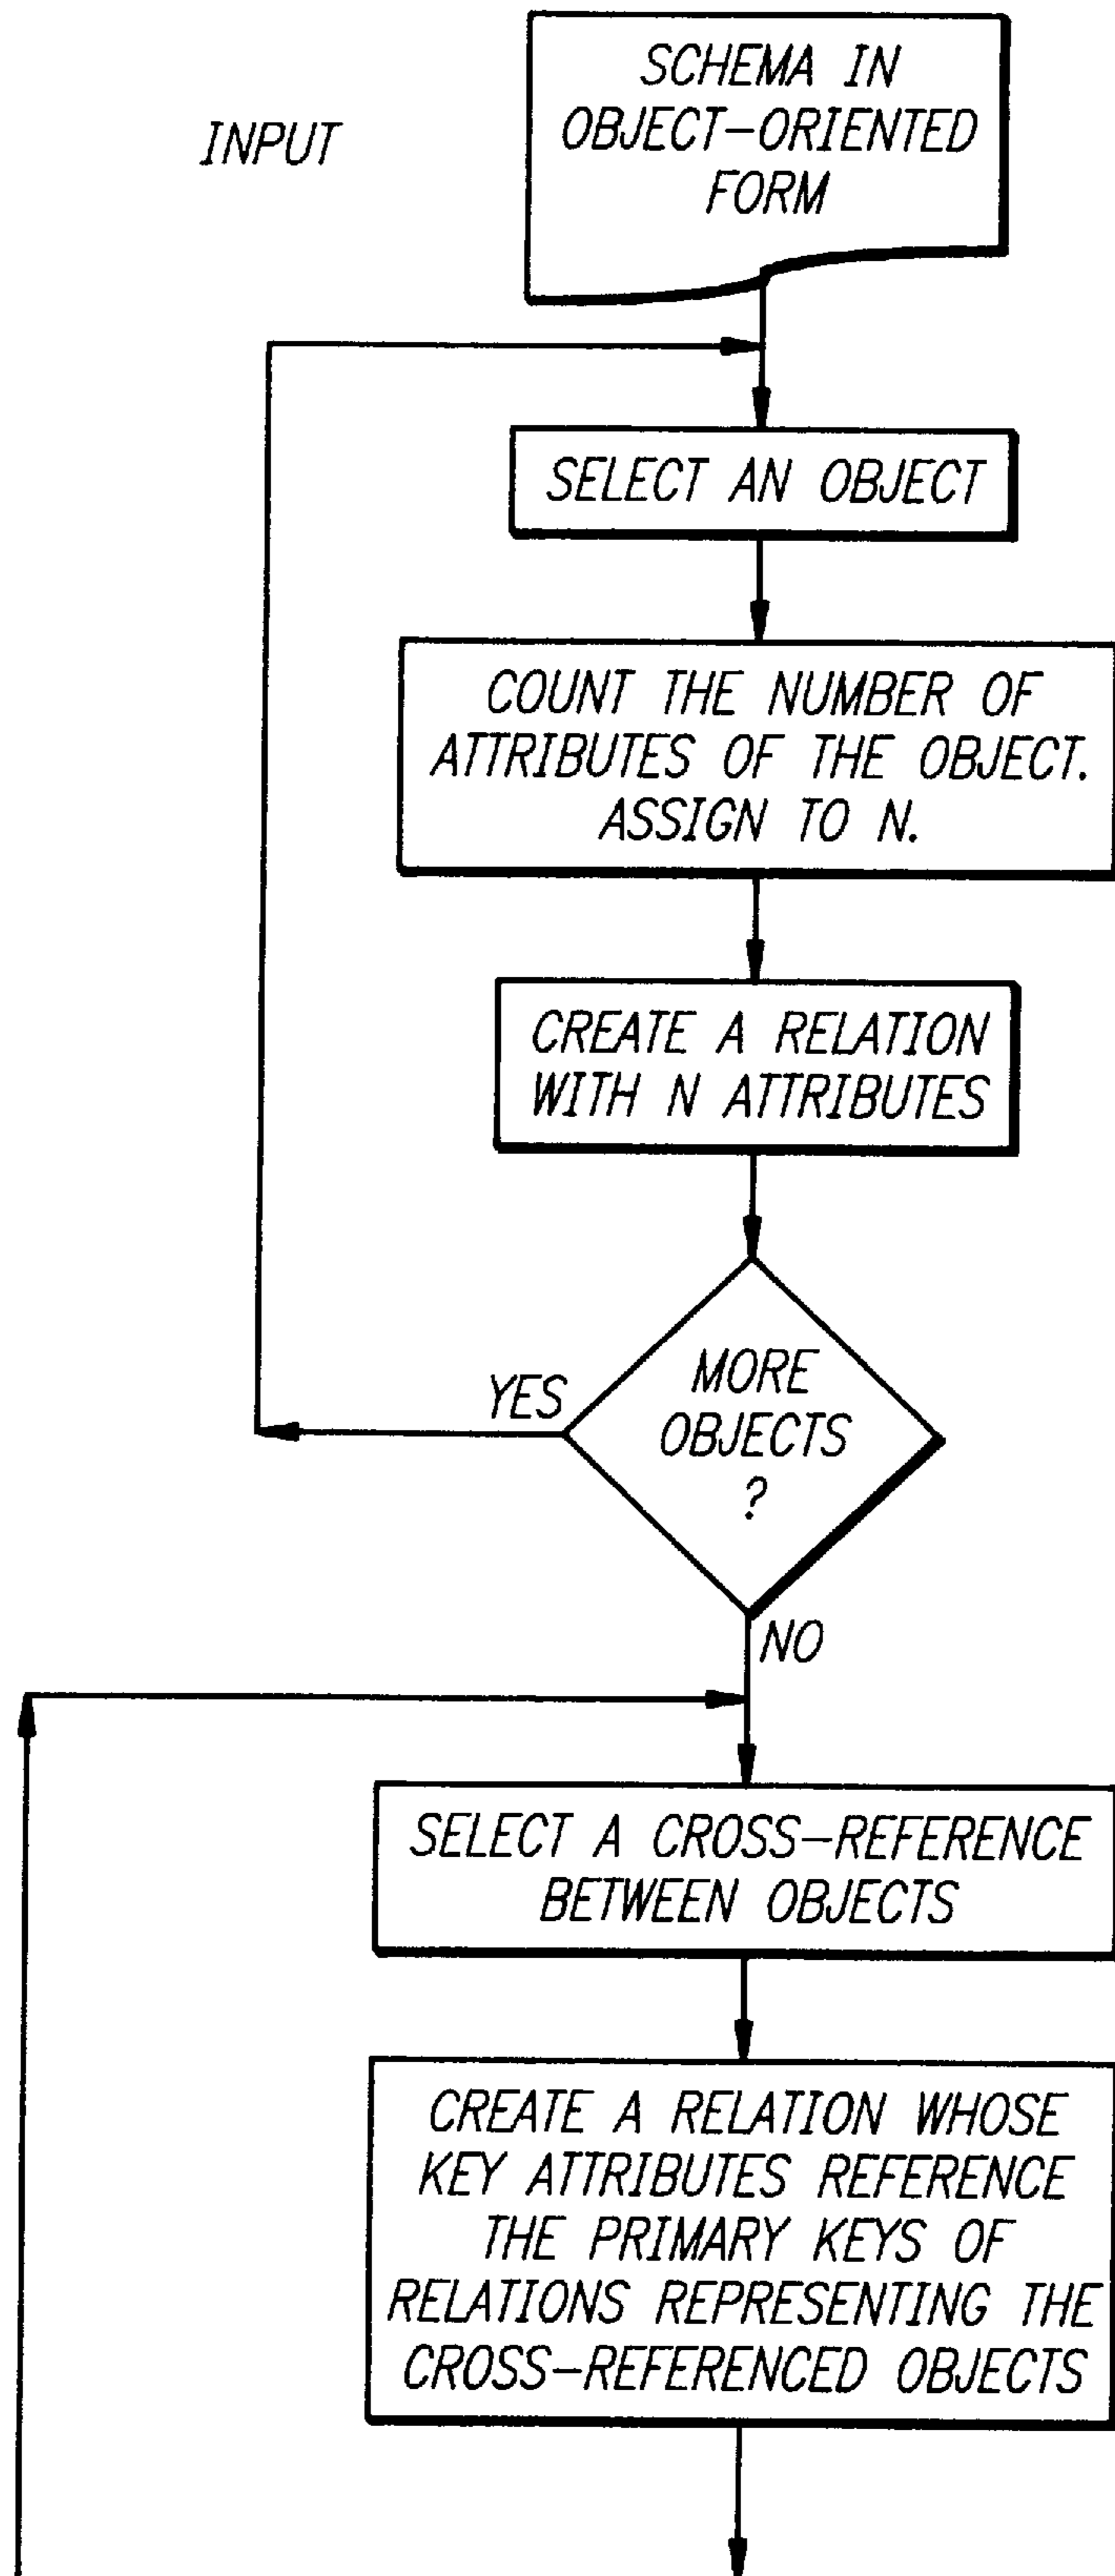 INPUT
SCHEMA IN
OBJECT-ORIENTED
FORM
SELECT AN OBJECT
COUNT THE NUMBER OF
ATTRIBUTES OF THE OBJECT.
ASSIGN TO N.
CREATE A RELATION
WITH N ATTRIBUTES
MORE
OBJECTS
?
YES
NO
SELECT A CROSS-REFERENCE
BETWEEN OBJECTS
CREATE A RELATION WHOSE
KEY ATTRIBUTES REFERENCE
THE PRIMARY KEYS OF
RELATIONS REPRESENTING THE
CROSS-REFERENCED OBJECTS